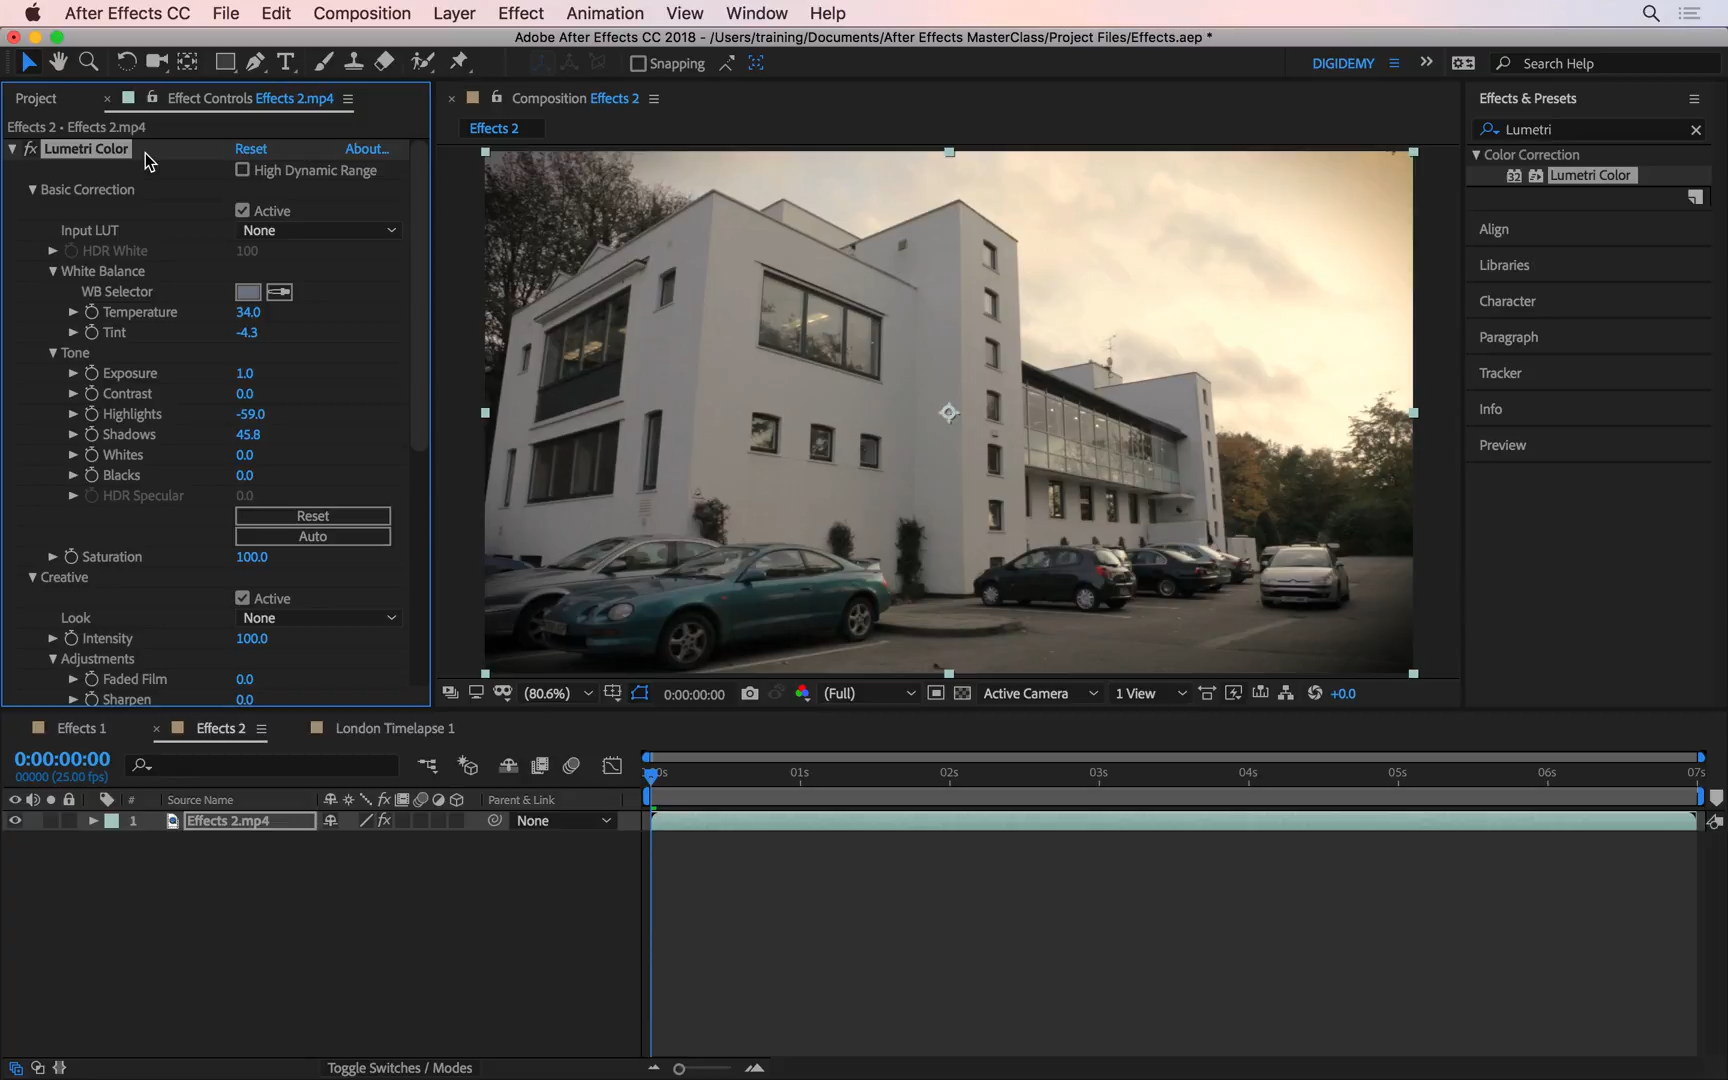 After Effects CC File Edit Composition Layer Effect Animation View Window Help
Adobe After Effects CC 2018 - /Users/training/Documents/After Effects MasterClass/Project Files/Effects.aep *
Snapping DIGIDEMY Search Help
Project Effect Controls Effects 2.mp4
Composition Effects 2
Effects & Presets
Effects 2 • Effects 2.mp4
Effects 2
Lumetri
fx Lumetri Color Reset About...
Color Correction
32 Lumetri Color
High Dynamic Range
Basic Correction
Active
Input LUT None
HDR White 100
White Balance
WB Selector
Temperature 34.0
Tint -4.3
Tone
Exposure 1.0
Contrast 0.0
Highlights -59.0
Shadows 45.8
Whites 0.0
Blacks 0.0
HDR Specular 0.0
Reset
Auto
Saturation 100.0
Creative
Active
Look None
Intensity 100.0
Adjustments
Faded Film 0.0
Sharpen 0.0
Align
Libraries
Character
Paragraph
Tracker
Info
Preview
(80.6%) 0:00:00:00 (Full) Active Camera 1 View +0.0
Effects 1 Effects 2 London Timelapse 1
0:00:00:00
00000 (25.00 fps)
01s 02s 03s 04s 05s 06s 07s
# Source Name fx Parent & Link
1 Effects 2.mp4 fx None
Toggle Switches / Modes